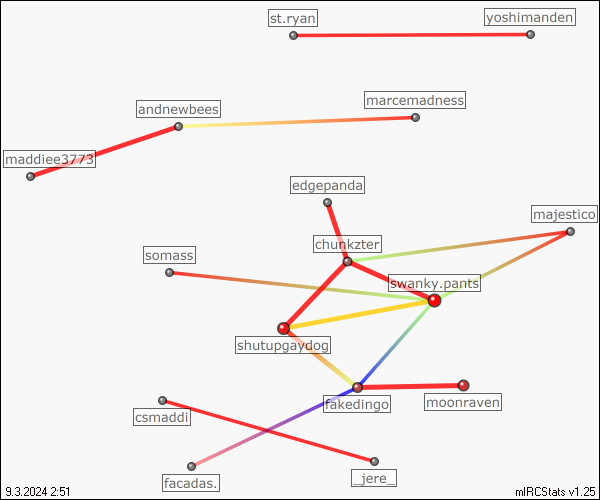 st.ryan
yoshimanden
andnewbees
marcemadness
maddiee3773
edgepanda
majestico
chunkzter
somass
swanky.pants
shutupgaydog
fakedingo
moonraven
csmaddi
facadas.
_jere_
9.3.2024 2:51
mIRCStats v1.25